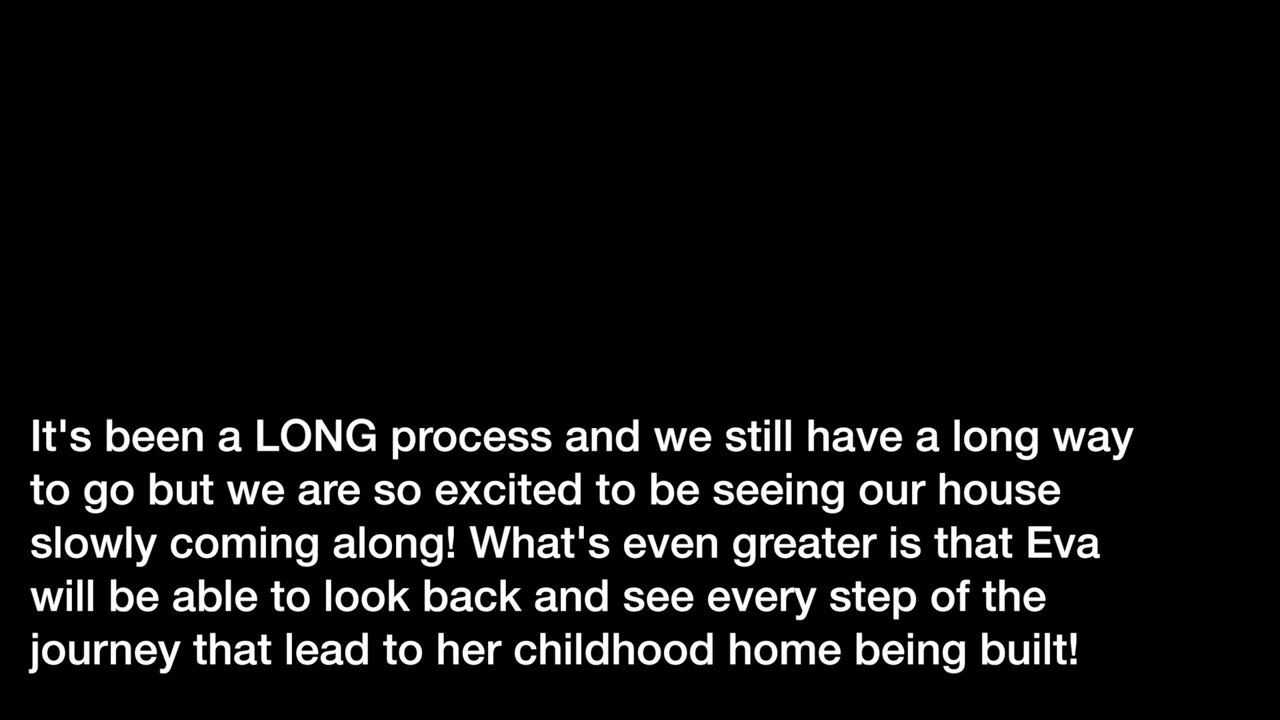 It's been a LONG process and we still have a long way
to go but we are so excited to be seeing our house
slowly coming along! What's even greater is that Eva
will be able to look back and see every step of the
journey that lead to her childhood home being built!